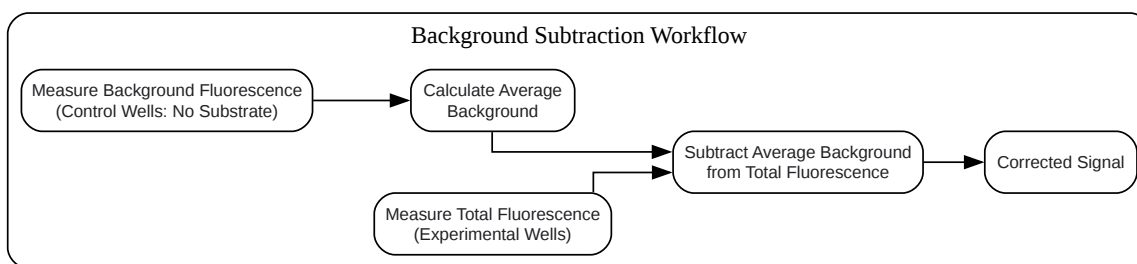 Background Subtraction Workflow
Measure Background Fluorescence
(Control Wells: No Substrate)
Calculate Average
Background
Measure Total Fluorescence
(Experimental Wells)
Subtract Average Background
from Total Fluorescence
Corrected Signal